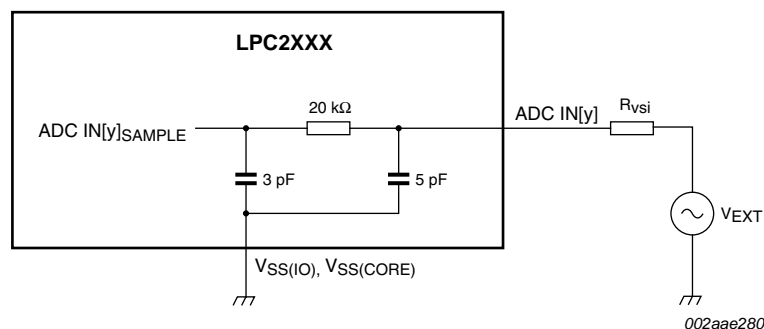 LPC2XXX
20 kΩ
ADC IN[y]
Rvsi
ADC IN[y]SAMPLE
3 pF
5 pF
VEXT
VSS(IO), VSS(CORE)
002aae280